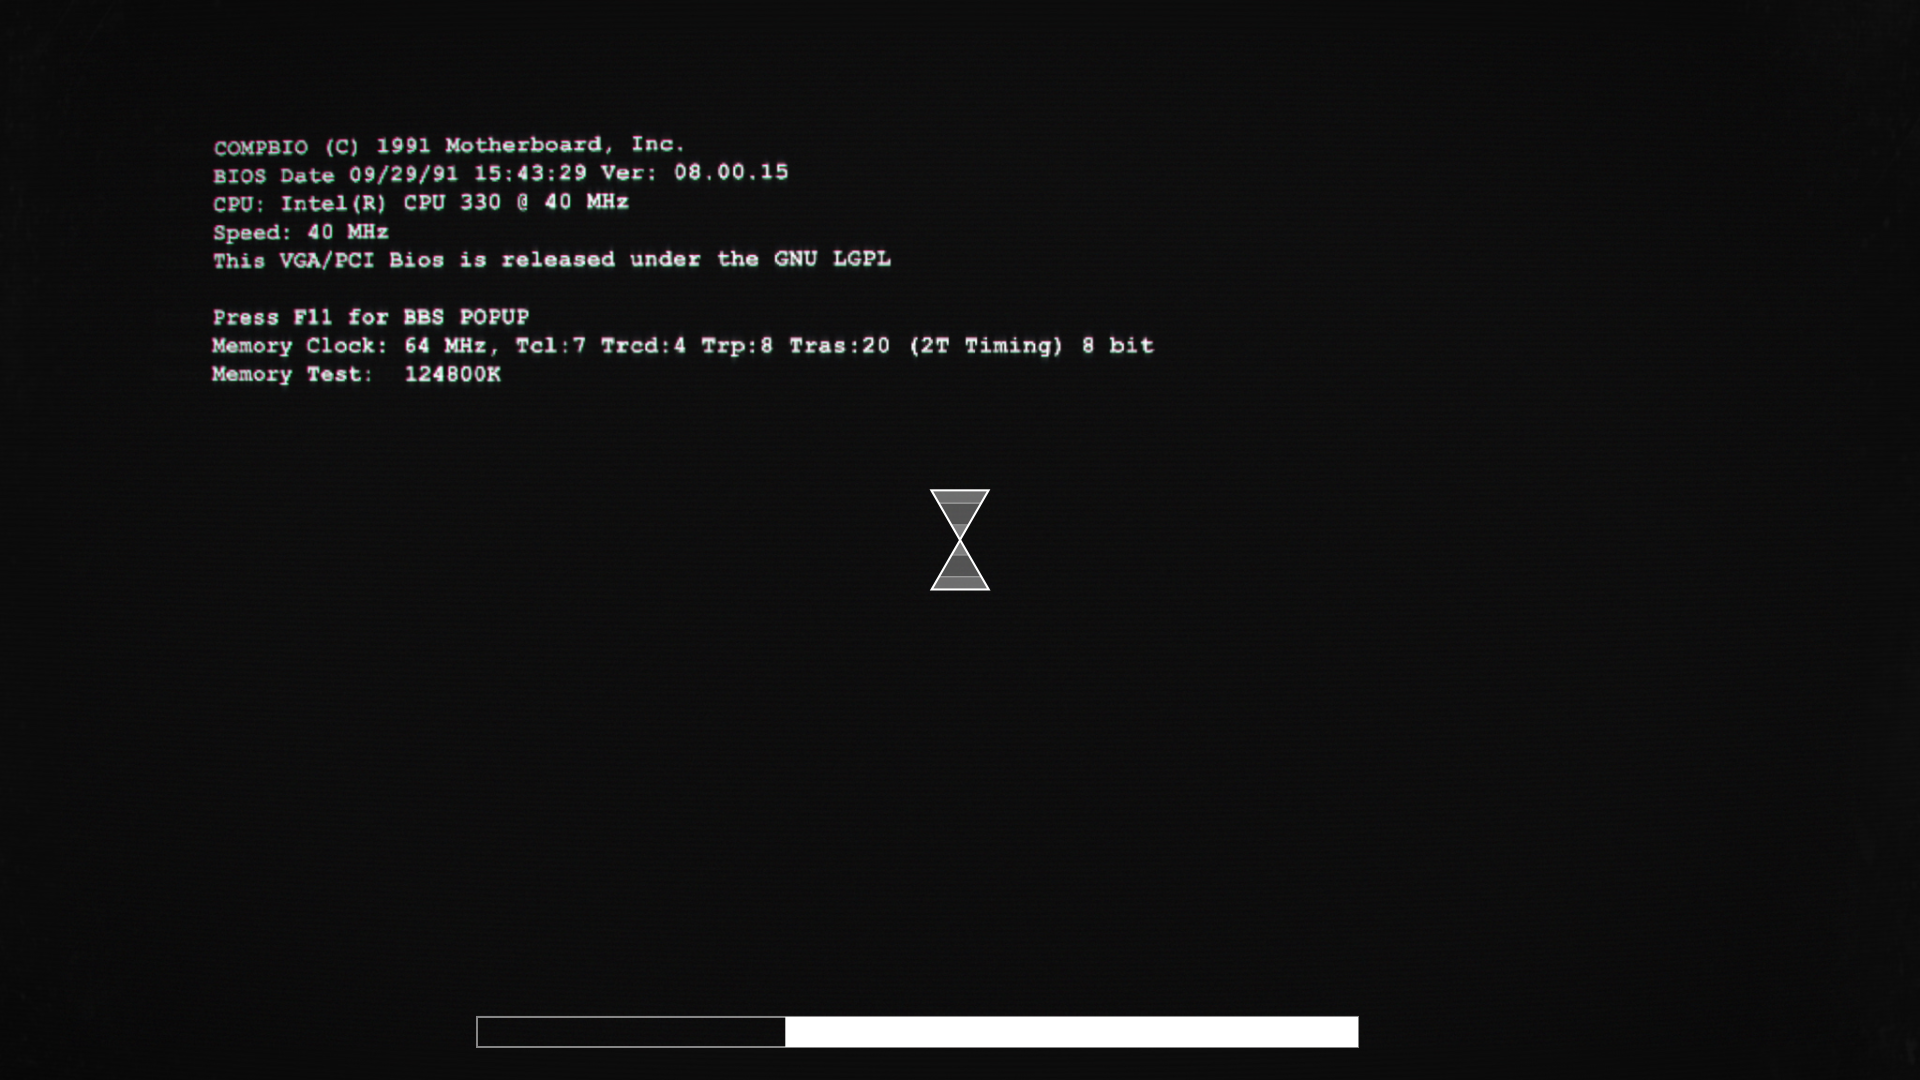 COMPBIO (C) 1991 Motherboard, Inc.
BIOS Date 09/29/91 15:43:29 Ver: 08.00.15
CPU: Intel(R) CPU 330 @ 40 MHz
Speed: 40 MHz
This VGA/PCI Bios is released under the GNU LGPL
Press F11 for BBS POPUP
Memory Clock: 64 MHz, Tcl:7 Trcd:4 Trp:8 Tras:20 (2T Timing) 8 bit
Memory Test: 124800K